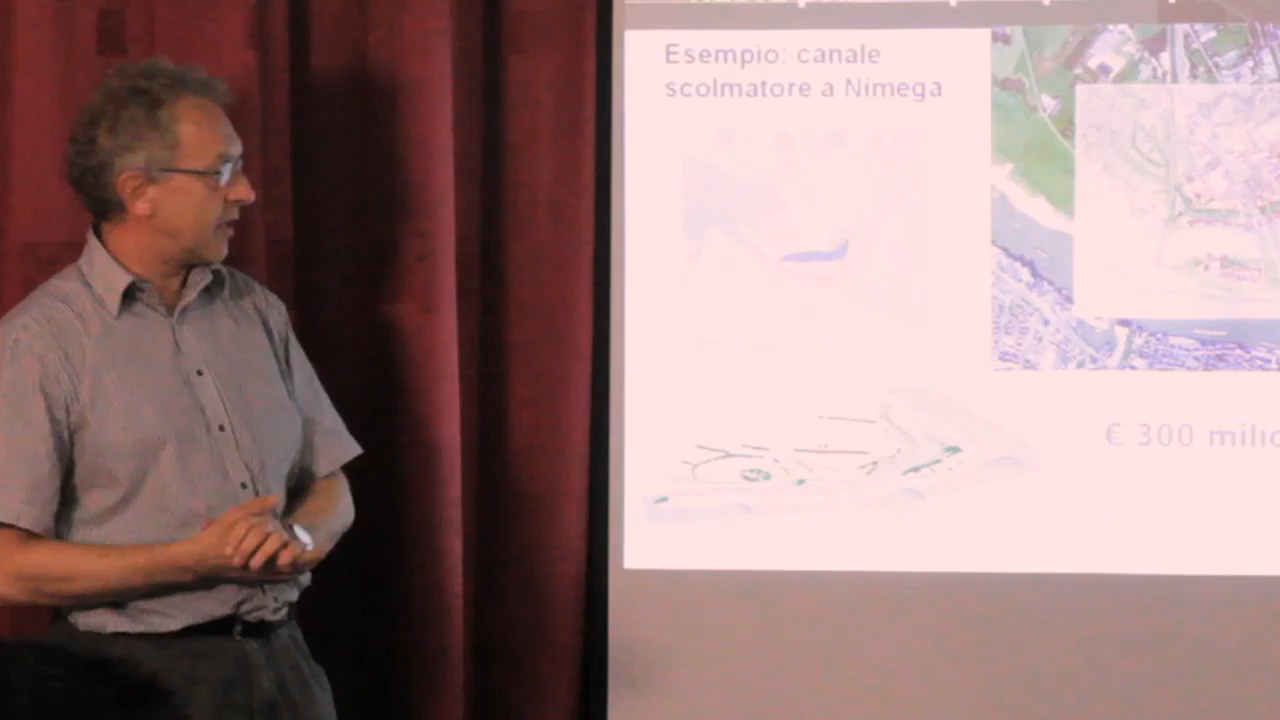 Esempio: canale
scolmatore a Nimega
€ 300 milio